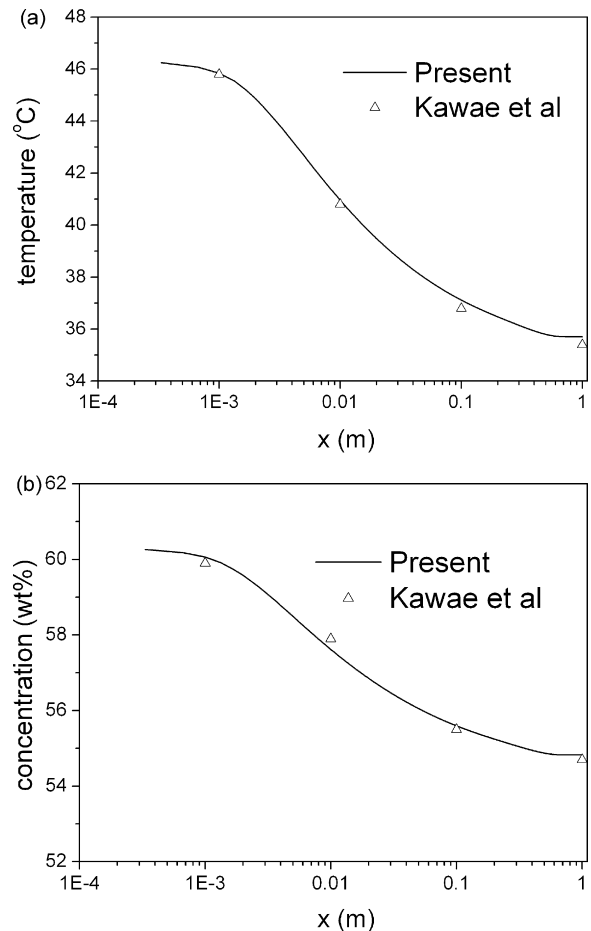 (a)
48
46
44
42
40
38
36
34
temperature (°C)
Present
Kawae et al
1E-4
1E-3
0.01
0.1
1
x (m)
(b)
62
60
58
56
54
52
concentration (wt%)
Present
Kawae et al
1E-4
1E-3
0.01
0.1
1
x (m)